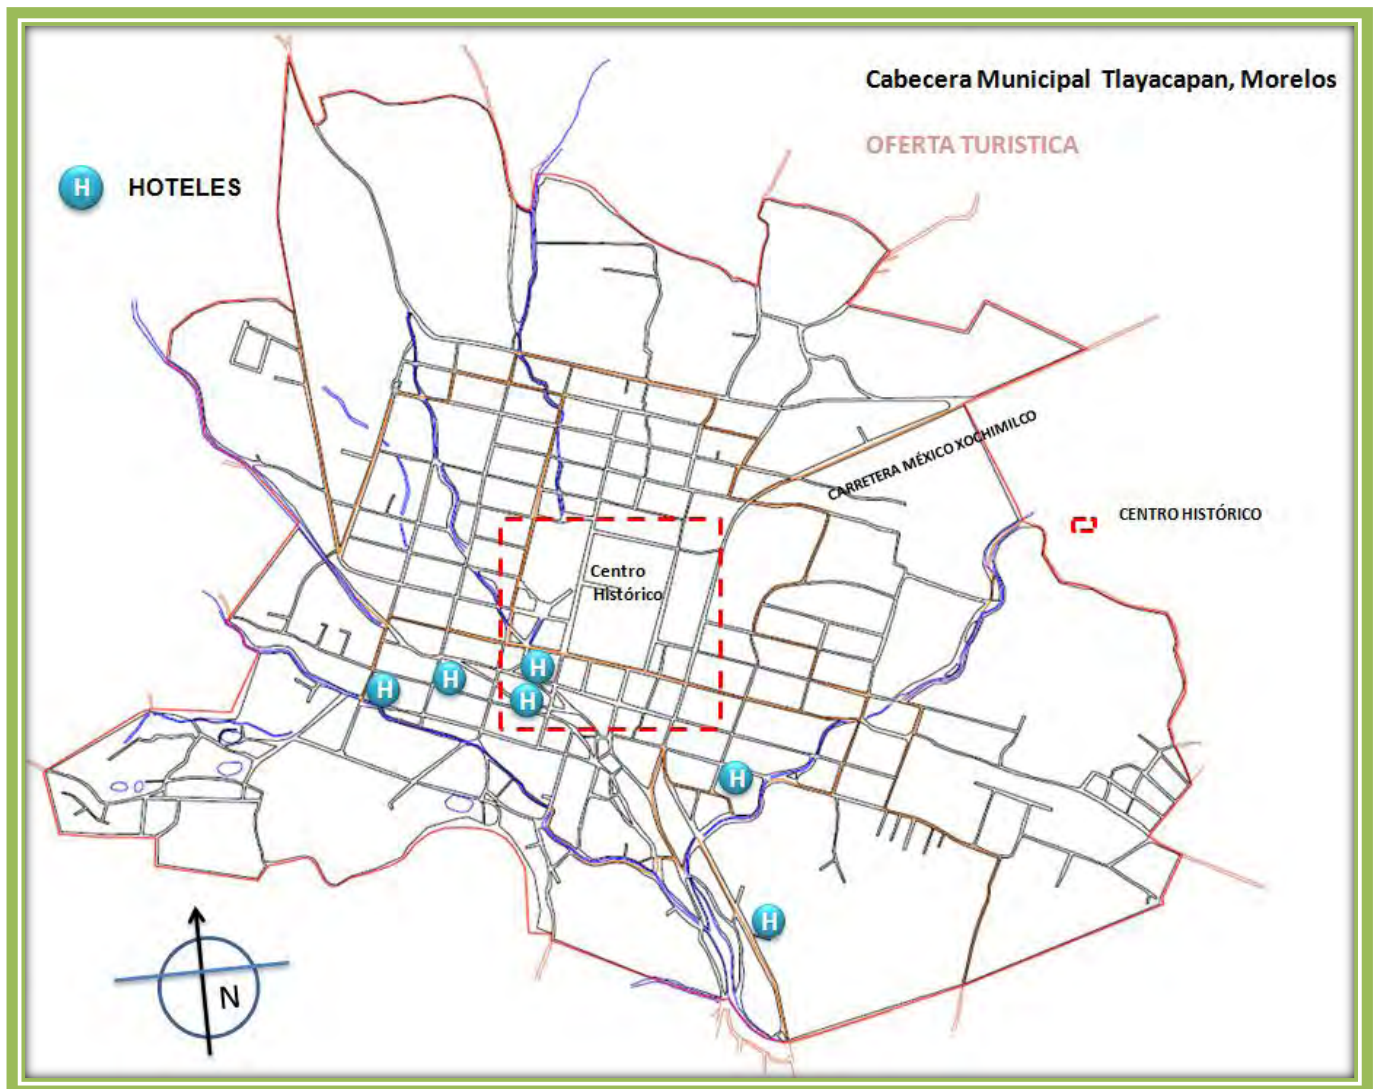 Cabecera Municipal Tlayacapan, Morelos
OFERTA TURISTICA
H HOTELES
CARRETERA MÉXICO XOCHIMILCO
CENTRO HISTÓRICO
Centro
Histórico
H
H
H
H
H
H
N